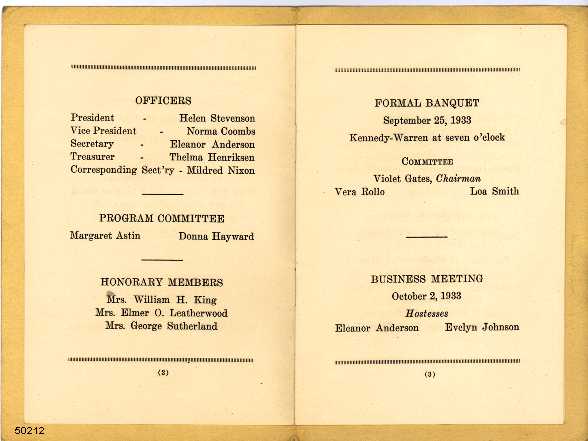 OFFICERS
President - Helen Stevenson
Vice President - Norma Coombs
Secretary - Eleanor Anderson
Treasurer - Thelma Henriksen
Corresponding Sect'ry - Mildred Nixon
PROGRAM COMMITTEE
Margaret Astin Donna Hayward
HONORARY MEMBERS
Mrs. William H. King
Mrs. Elmer O. Leatherwood
Mrs. George Sutherland
(2)
FORMAL BANQUET
September 25, 1933
Kennedy-Warren at seven o'clock
COMMITTEE
Violet Gates, Chairman
Vera Rollo Loa Smith
BUSINESS MEETING
October 2, 1933
Hostesses
Eleanor Anderson Evelyn Johnson
(3)
50212